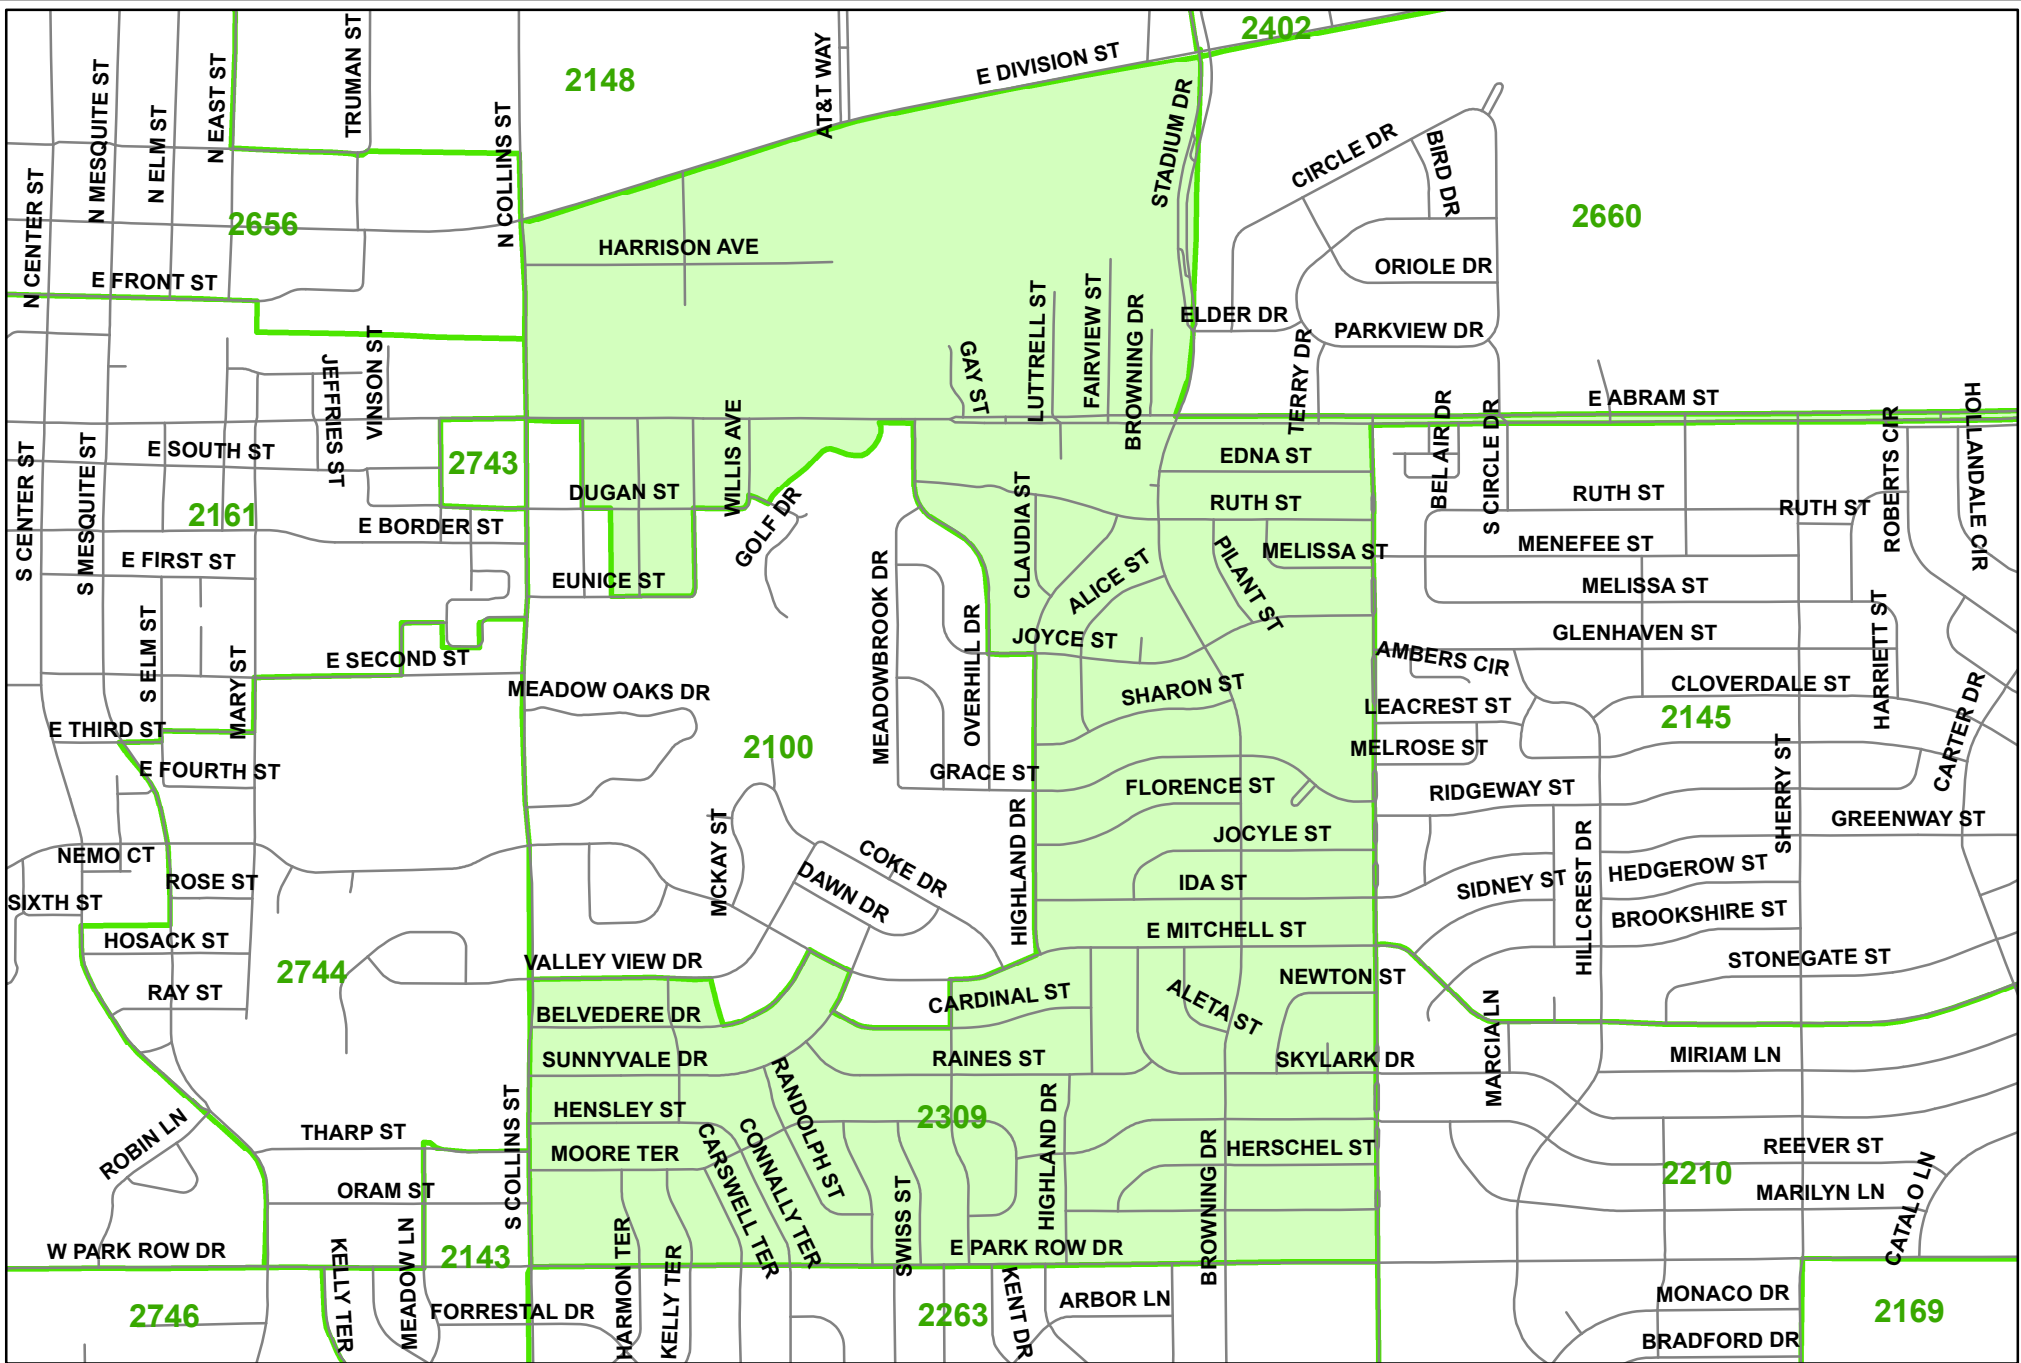 2402
E DIVISION ST
2148
TRUMAN ST
AT&T WAY
N MESQUITE ST
N EAST ST
N ELM ST
N COLLINS ST
STADIUM DR
CIRCLE DR
BIRD DR
N CENTER ST
2656
2660
HARRISON AVE
ORIOLE DR
E FRONT ST
ELDER DR
PARKVIEW DR
LUTTRELL ST
FAIRVIEW ST
BROWNING DR
GAY ST
TERRY DR
JEFFRIES ST
VINSON ST
E ABRAM ST
BEL AIR DR
S CIRCLE DR
ROBERTS CIR
HOLLANDALE CIR
WILLIS AVE
E SOUTH ST
2743
EDNA ST
S CENTER ST
S MESQUITE ST
DUGAN ST
RUTH ST
RUTH ST
RUTH ST
2161
E BORDER ST
GOLF DR
CLAUDIA ST
MELISSA ST
MENEFEE ST
E FIRST ST
EUNICE ST
MEADOWBROOK DR
ALICE ST
PILANT ST
MELISSA ST
S ELM ST
MARY ST
OVERHILL DR
JOYCE ST
GLENHAVEN ST
HARRIETT ST
E SECOND ST
AMBERS CIR
MEADOW OAKS DR
SHARON ST
CLOVERDALE ST
LEACREST ST
2145
CARTER DR
E THIRD ST
2100
MELROSE ST
E FOURTH ST
GRACE ST
FLORENCE ST
RIDGEWAY ST
SHERRY ST
MCKAY ST
HIGHLAND DR
JOCYLE ST
GREENWAY ST
HILLCREST DR
NEMO CT
COKE DR
HEDGEROW ST
ROSE ST
DAWN DR
IDA ST
SIDNEY ST
SIXTH ST
BROOKSHIRE ST
HOSACK ST
E MITCHELL ST
VALLEY VIEW DR
STONEGATE ST
2744
NEWTON ST
RAY ST
CARDINAL ST
ALETA ST
BELVEDERE DR
MARCIA LN
SUNNYVALE DR
RAINES ST
SKYLARK DR
MIRIAM LN
RANDOLPH ST
HENSLEY ST
2309
HIGHLAND DR
ROBIN LN
THARP ST
S COLLINS ST
MOORE TER
CARSWELL TER
CONNALLY TER
BROWNING DR
HERSCHEL ST
REEVER ST
2210
ORAM ST
SWISS ST
MARILYN LN
CATALO LN
W PARK ROW DR
KELLY TER
MEADOW LN
2143
HARMON TER
KELLY TER
E PARK ROW DR
KENT DR
MONACO DR
2746
FORRESTAL DR
2263
ARBOR LN
2169
BRADFORD DR